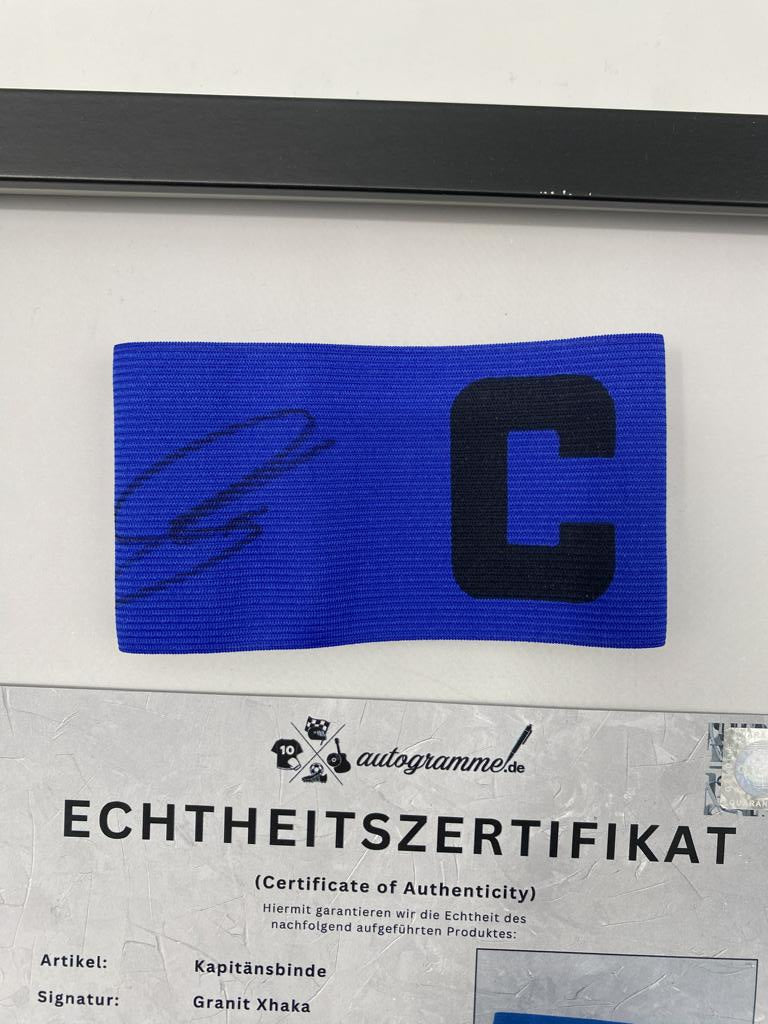 C
10
autogramme.de
ECHTHEITSZERTIFIKAT
(Certificate of Authenticity)
Hiermit garantieren wir die Echtheit des
nachfolgend aufgeführten Produktes:
Artikel: Kapitänsbinde
Signatur: Granit Xhaka